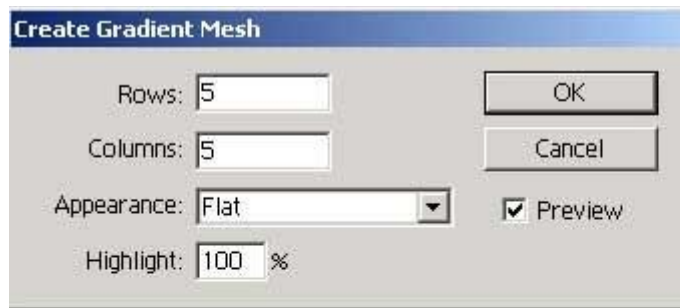 Create Gradient Mesh
Rows: 5
OK
Columns: 5
Cancel
Appearance: Flat
Preview
Highlight: 100 %